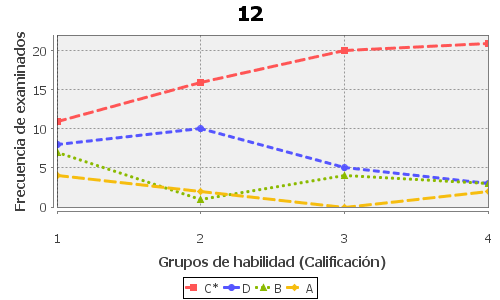 12
Frecuencia de examinados
20
15
10
5
0
1 2 3 4
Grupos de habilidad (Calificación)
C* D B A